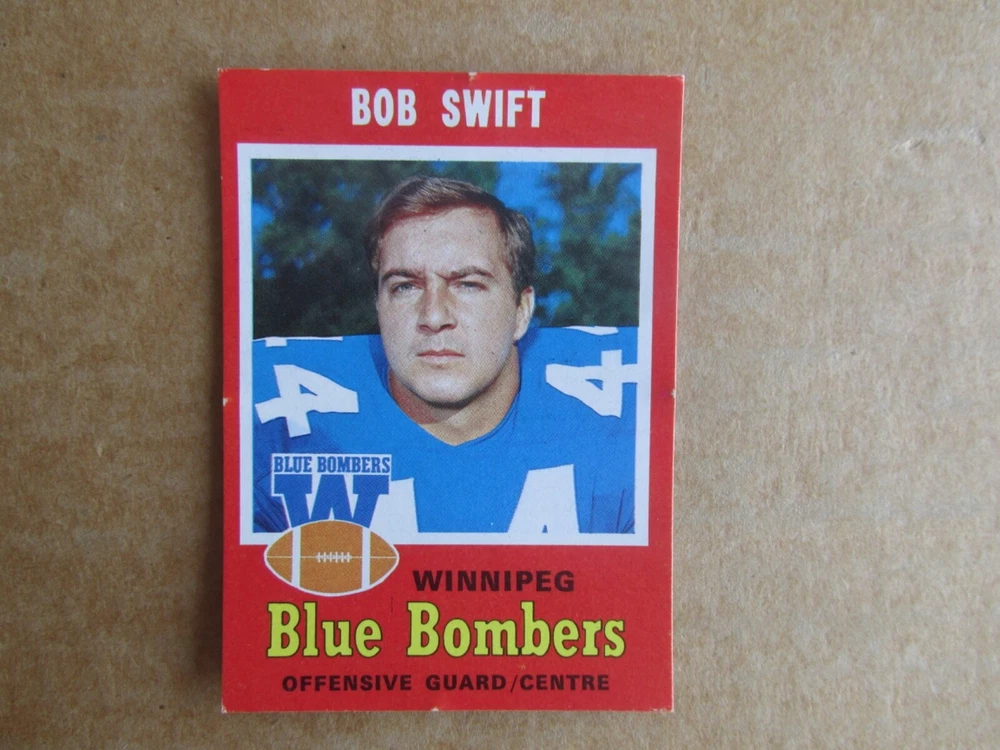 BOB SWIFT
44
44
BLUE BOMBERS
W
WINNIPEG
Blue Bombers
OFFENSIVE GUARD/CENTRE